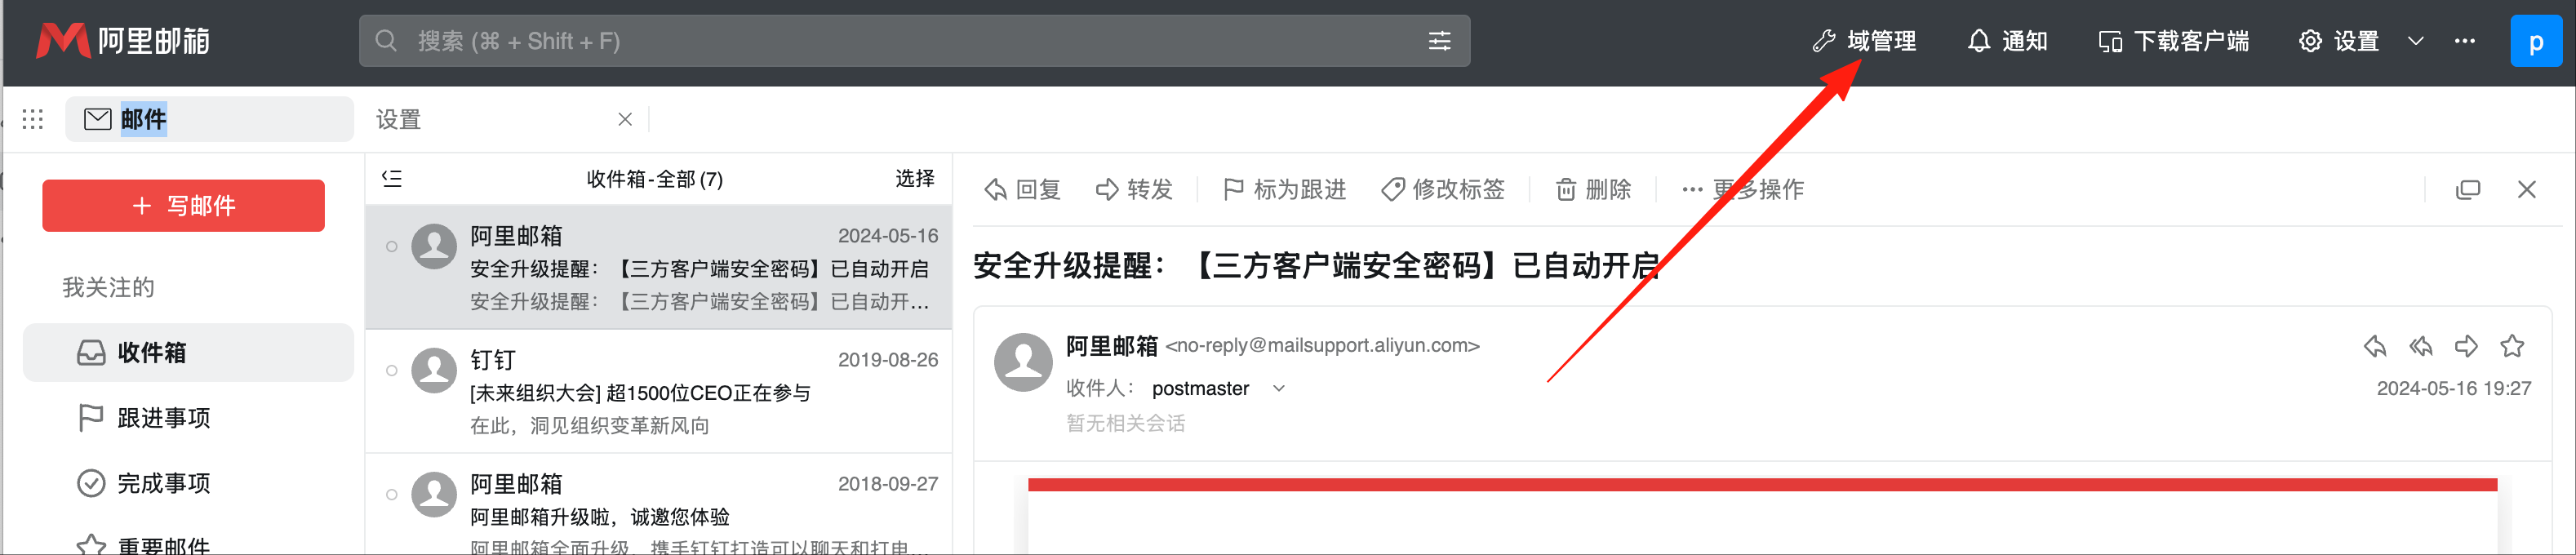 阿里邮箱
搜索 (⌘ + Shift + F)
域管理
通知
下载客户端
设置
p
邮件
设置
写邮件
我关注的
收件箱
跟进事项
完成事项
重要邮件
收件箱-全部 (7)
选择
阿里邮箱
2024-05-16
安全升级提醒：【三方客户端安全密码】已自动开启
安全升级提醒：【三方客户端安全密码】已自动开…
钉钉
2019-08-26
[未来组织大会] 超1500位CEO正在参与
在此，洞见组织变革新风向
阿里邮箱
2018-09-27
阿里邮箱升级啦，诚邀您体验
阿里邮箱全面升级，携手钉钉打造可以聊天和打电…
回复
转发
标为跟进
修改标签
删除
更多操作
安全升级提醒：【三方客户端安全密码】已自动开启
阿里邮箱 <no-reply@mailsupport.aliyun.com>
收件人： postmaster
2024-05-16 19:27
暂无相关会话